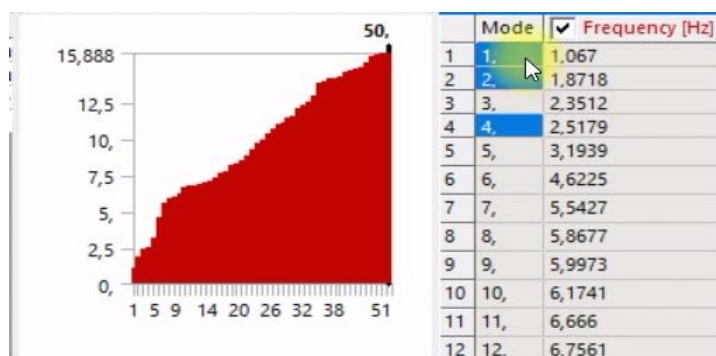 50,
15,888
12,5
10,
7,5
5,
2,5
0,
1 5 9 14 20 26 32 38 51
Mode Frequency [Hz]
1 1, 1,067
2 2, 1,8718
3 3, 2,3512
4 4, 2,5179
5 5, 3,1939
6 6, 4,6225
7 7, 5,5427
8 8, 5,8677
9 9, 5,9973
10 10, 6,1741
11 11, 6,666
12 12, 6,7561